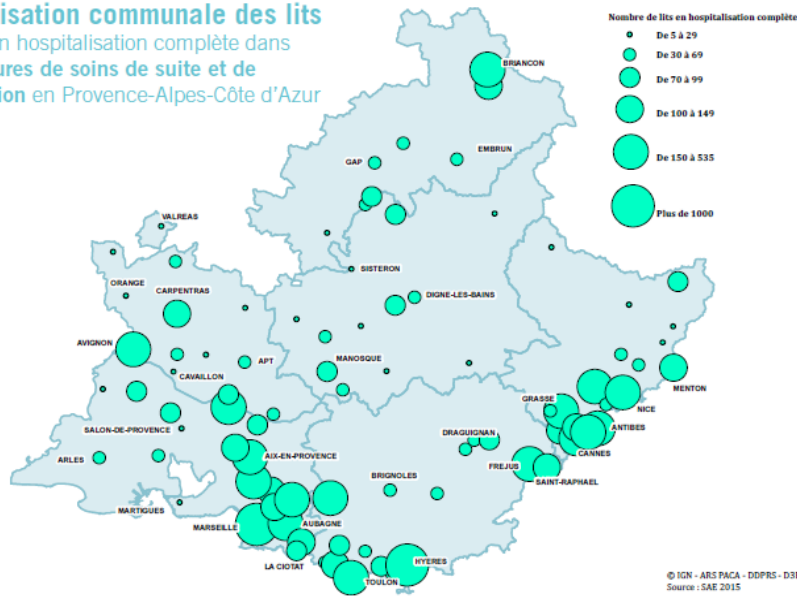 isation communale des lits
n hospitalisation complète dans
ures de soins de suite et de
ion en Provence-Alpes-Côte d'Azur
Nombre de lits en hospitalisation complète
De 5 à 29
De 30 à 69
De 70 à 99
De 100 à 149
De 150 à 535
Plus de 1000
BRIANCON
EMBRUN
GAP
VALREAS
SISTERON
ORANGE
CARPENTRAS
DIGNE-LES-BAINS
AVIGNON
MANOSQUE
APT
CAVAILLON
MENTON
GRASSE
NICE
SALON-DE-PROVENCE
ANTIBES
DRAGUIGNAN
CANNES
ARLES
AIX-EN-PROVENCE
FREJUS
BRIGNOLES
SAINT-RAPHAEL
MARTIGUES
MARSEILLE
AUBAGNE
LA CIOTAT
HYERES
TOULON
© IGN - ARS PACA - DDPRS - D3
Source : SAE 2015